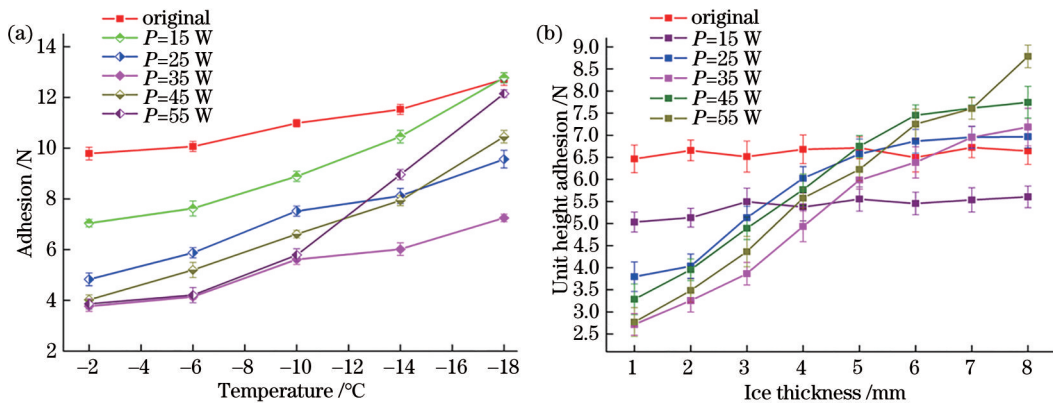 (a)
original
P=15 W
P=25 W
P=35 W
P=45 W
P=55 W
14
12
10
8
6
4
2
Adhesion /N
−2 −4 −6 −8 −10 −12 −14 −16 −18
Temperature /°C
(b)
original
P=15 W
P=25 W
P=35 W
P=45 W
P=55 W
9.0
8.5
8.0
7.5
7.0
6.5
6.0
5.5
5.0
4.5
4.0
3.5
3.0
2.5
Unit height adhesion /N
1 2 3 4 5 6 7 8
Ice thickness /mm